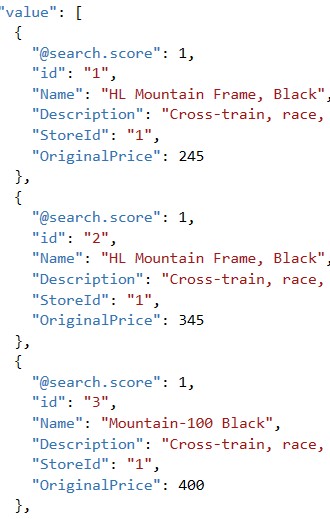 "value": [
{
"@search.score": 1,
"id": "1",
"Name": "HL Mountain Frame, Black",
"Description": "Cross-train, race,
"StoreId": "1",
"OriginalPrice": 245
},
{
"@search.score": 1,
"id": "2",
"Name": "HL Mountain Frame, Black",
"Description": "Cross-train, race,
"StoreId": "1",
"OriginalPrice": 345
},
{
"@search.score": 1,
"id": "3",
"Name": "Mountain-100 Black",
"Description": "Cross-train, race,
"StoreId": "1",
"OriginalPrice": 400
},